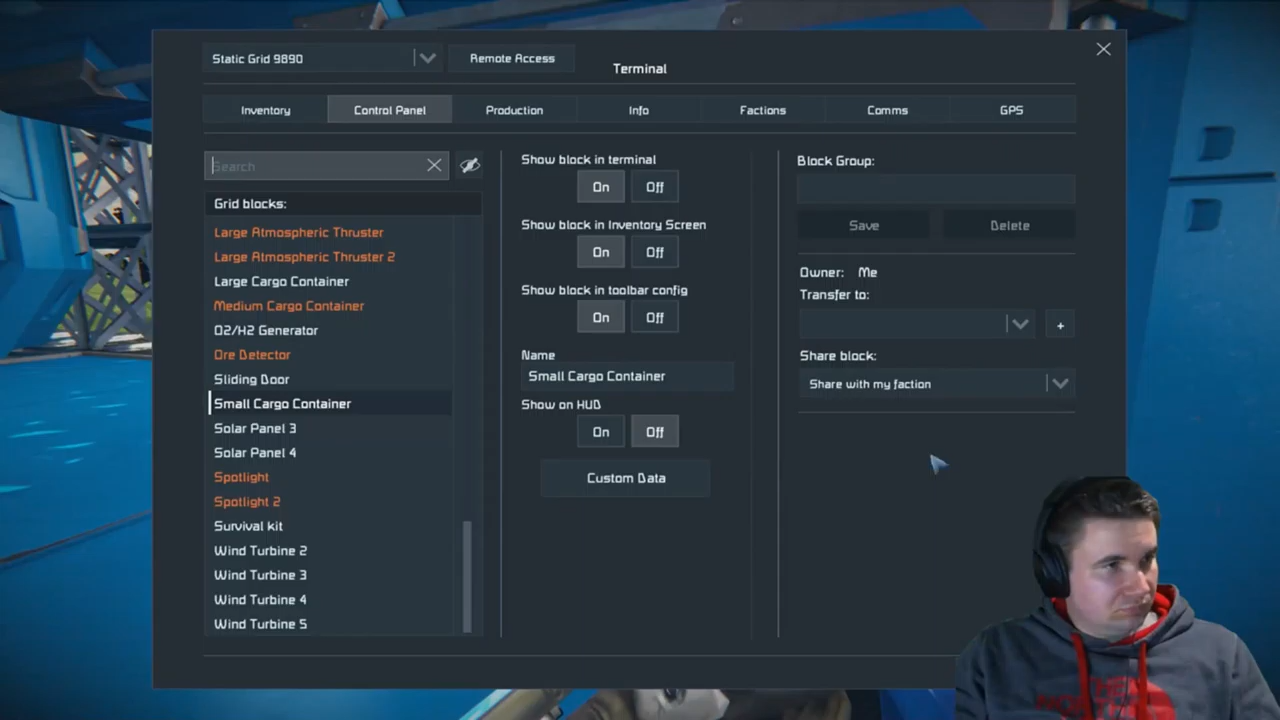 Static Grid 9890
Remote Access
Terminal
Inventory
Control Panel
Production
Info
Factions
Comms
GPS
Search
Grid blocks:
Large Atmospheric Thruster
Large Atmospheric Thruster 2
Large Cargo Container
Medium Cargo Container
O2/H2 Generator
Ore Detector
Sliding Door
Small Cargo Container
Solar Panel 3
Solar Panel 4
Spotlight
Spotlight 2
Survival kit
Wind Turbine 2
Wind Turbine 3
Wind Turbine 4
Wind Turbine 5
Show block in terminal
On Off
Show block in Inventory Screen
On Off
Show block in toolbar config
On Off
Name
Small Cargo Container
Show on HUD
On Off
Custom Data
Block Group:
Save Delete
Owner: Me
Transfer to:
+
Share block:
Share with my faction
THE